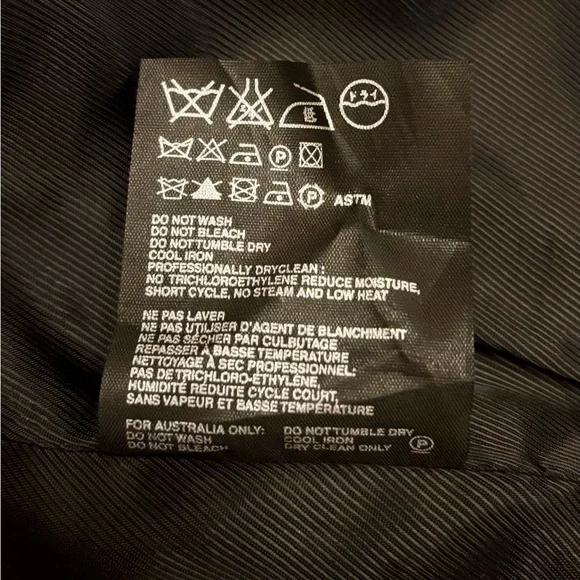 エンソ
低
ドライ
P
P ASTM
DO NOT WASH
DO NOT BLEACH
DO NOT TUMBLE DRY
COOL IRON
PROFESSIONALLY DRYCLEAN :
NO TRICHLOROETHYLENE REDUCE MOISTURE,
SHORT CYCLE, NO STEAM AND LOW HEAT
NE PAS LAVER
NE PAS UTILISER D'AGENT DE BLANCHIMENT
NE PAS SÉCHER PAR CULBUTAGE
REPASSER À BASSE TEMPÉRATURE
NETTOYAGE À SEC PROFESSIONNEL:
PAS DE TRICHLORO-ÉTHYLÈNE,
HUMIDITÉ RÉDUITE CYCLE COURT,
SANS VAPEUR ET BASSE TEMPÉRATURE
FOR AUSTRALIA ONLY: DO NOT TUMBLE DRY
DO NOT WASH COOL IRON
DO NOT BLEACH DRY CLEAN ONLY P